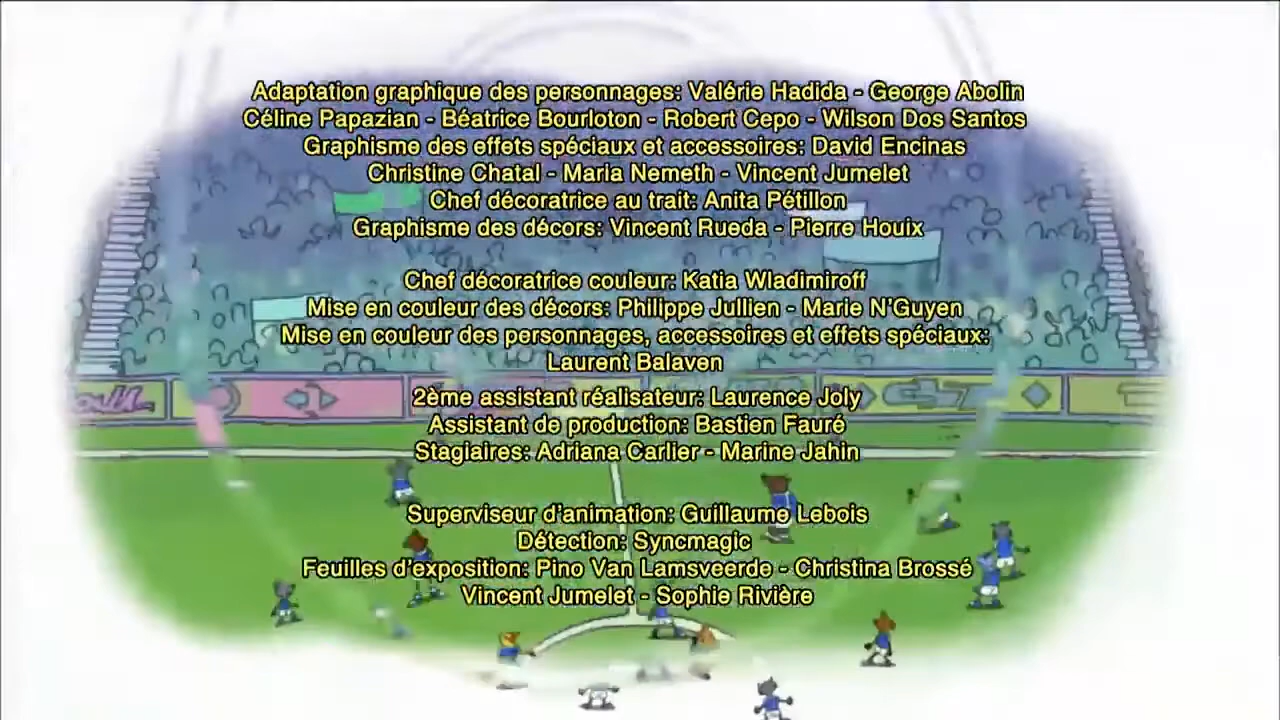 Adaptation graphique des personnages: Valérie Hadida - George Abolin
Céline Papazian - Béatrice Bourloton - Robert Cepo - Wilson Dos Santos
Graphisme des effets spéciaux et accessoires: David Encinas
Christine Chatal - Maria Nemeth - Vincent Jumelet
Chef décoratrice au trait: Anita Pétillon
Graphisme des décors: Vincent Rueda - Pierre Houix
Chef décoratrice couleur: Katia Wladimiroff
Mise en couleur des décors: Philippe Jullien - Marie N'Guyen
Mise en couleur des personnages, accessoires et effets spéciaux:
Laurent Balaven
2ème assistant réalisateur: Laurence Joly
Assistant de production: Bastien Fauré
Stagiaires: Adriana Carlier - Marine Jahin
Superviseur d'animation: Guillaume Lebois
Détection: Syncmagic
Feuilles d'exposition: Pino Van Lamsveerde - Christina Brossé
Vincent Jumelet - Sophie Rivière